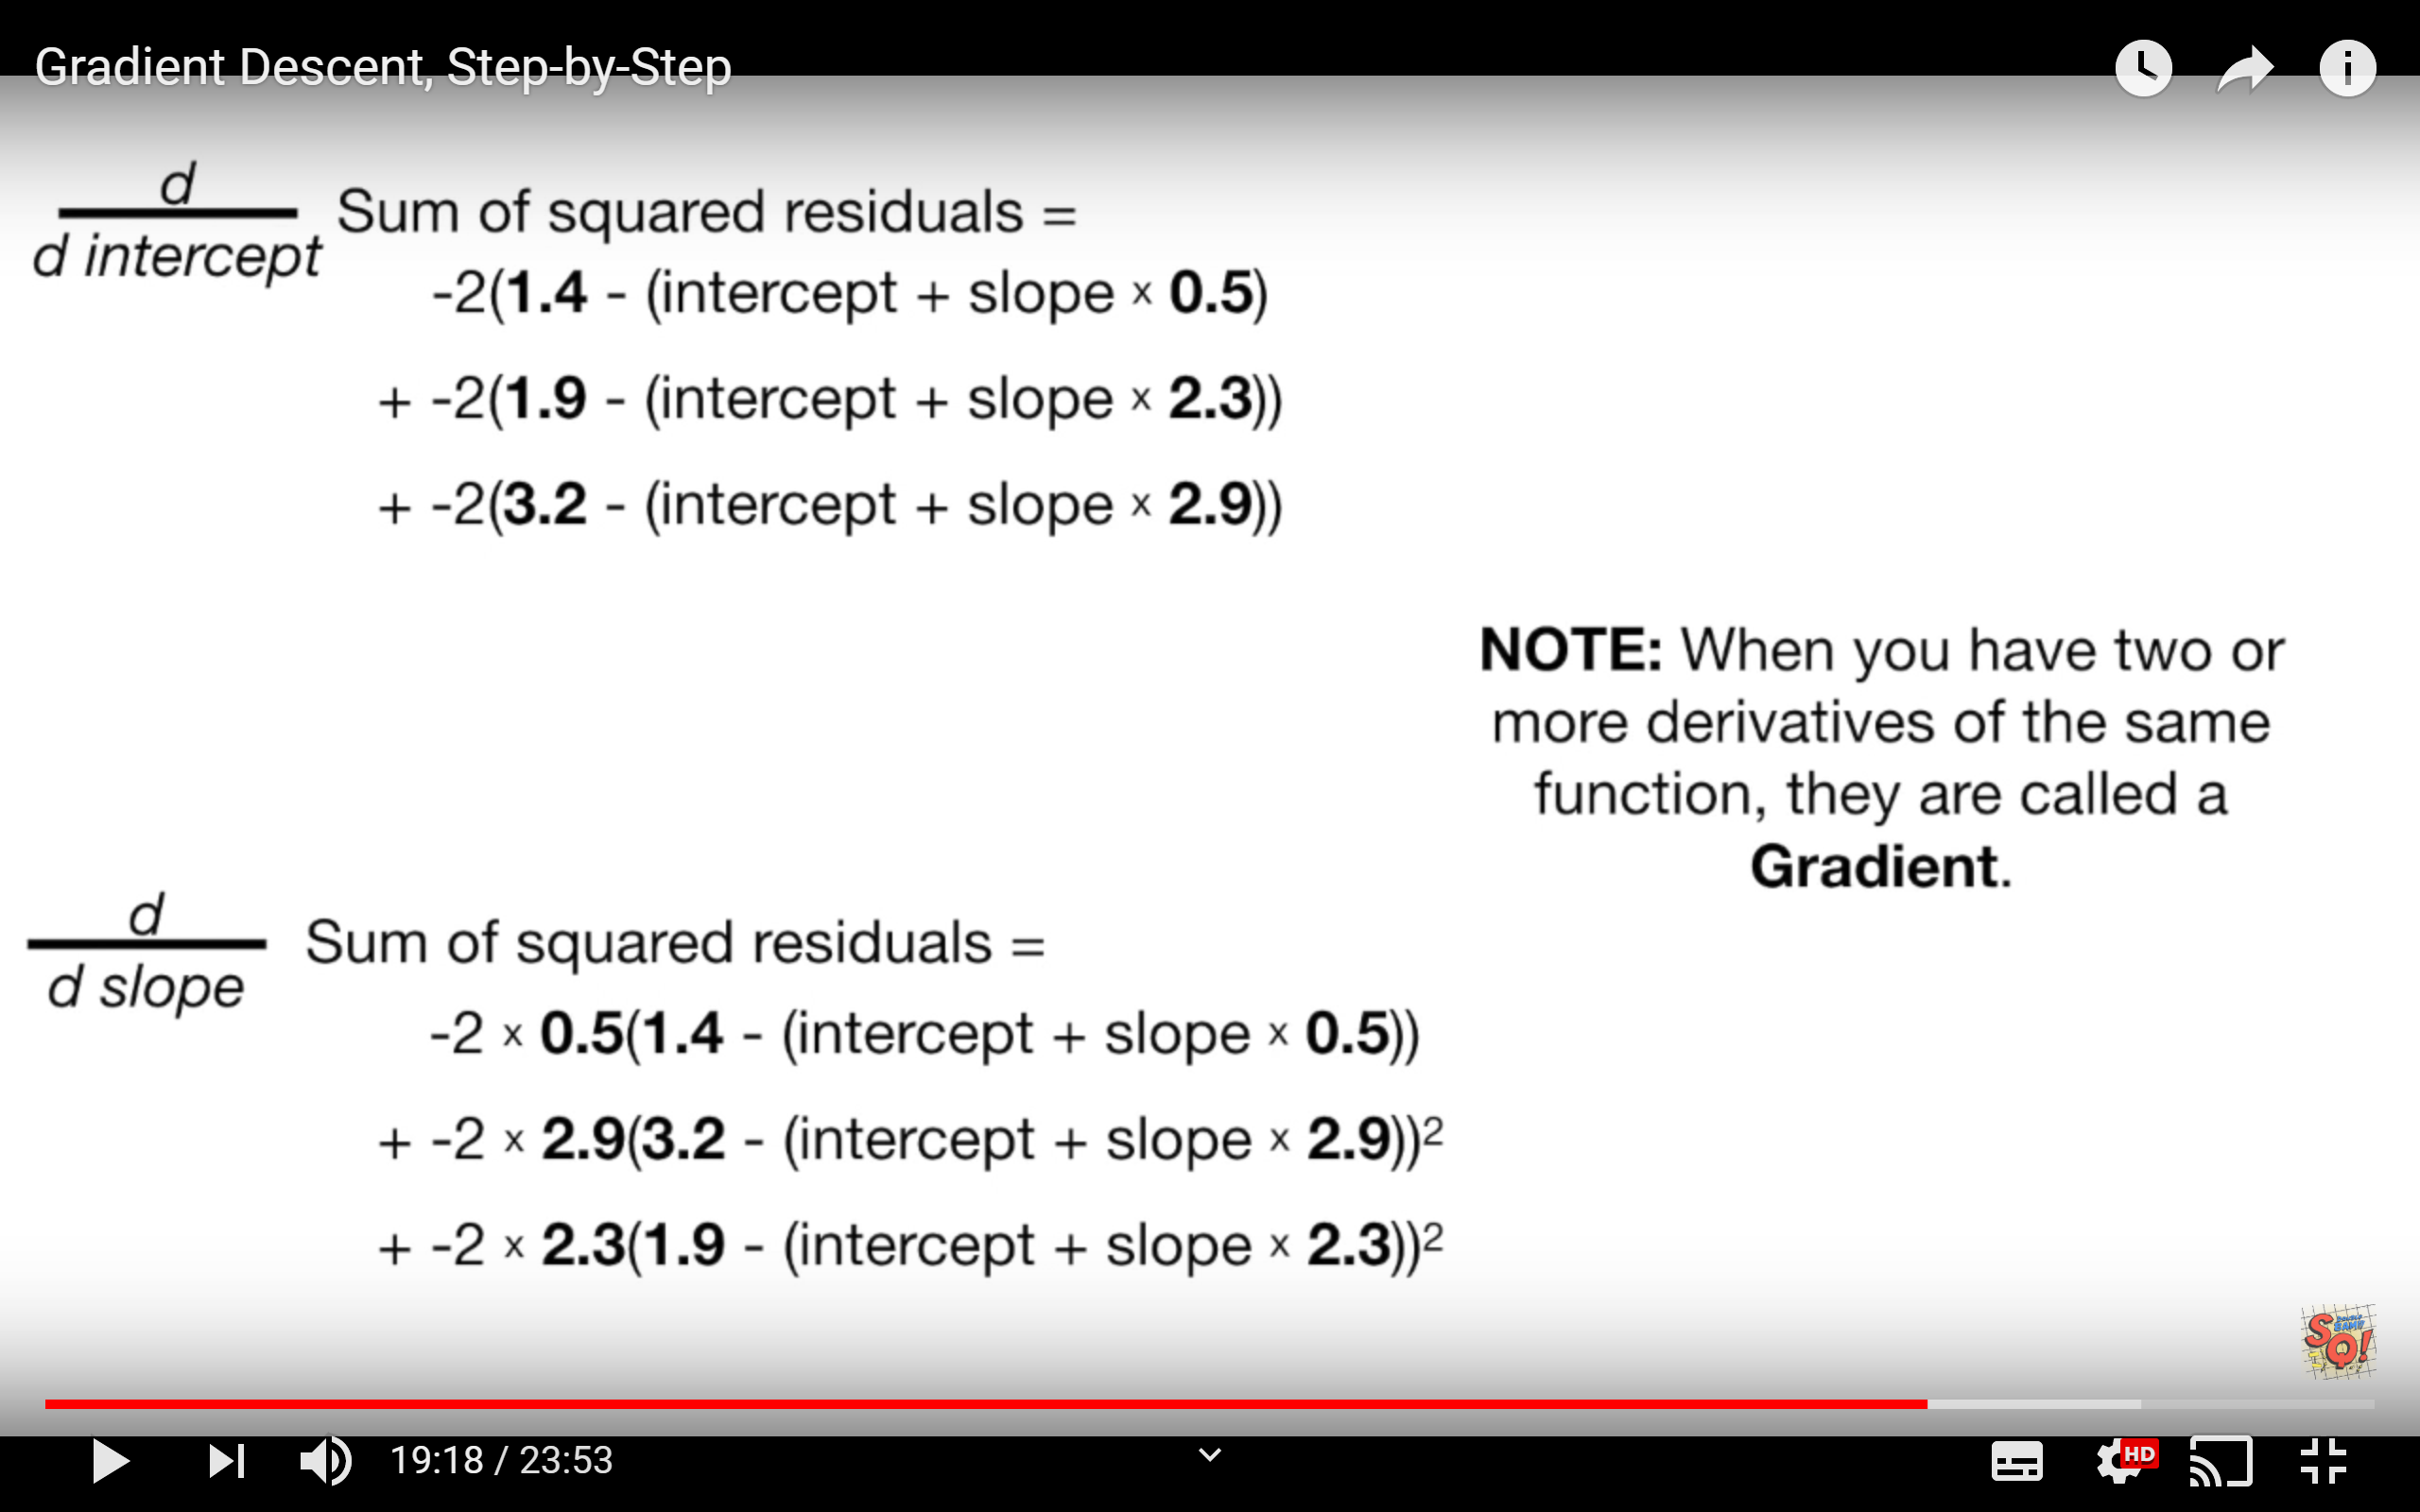 Gradient Descent, Step-by-Step
d
d intercept
Sum of squared residuals =
-2(1.4 - (intercept + slope × 0.5)
+ -2(1.9 - (intercept + slope × 2.3))
+ -2(3.2 - (intercept + slope × 2.9))
NOTE: When you have two or
more derivatives of the same
function, they are called a
Gradient.
d
d slope
Sum of squared residuals =
-2 × 0.5(1.4 - (intercept + slope × 0.5))
+ -2 × 2.9(3.2 - (intercept + slope × 2.9))²
+ -2 × 2.3(1.9 - (intercept + slope × 2.3))²
SQ!
19:18 / 23:53
HD